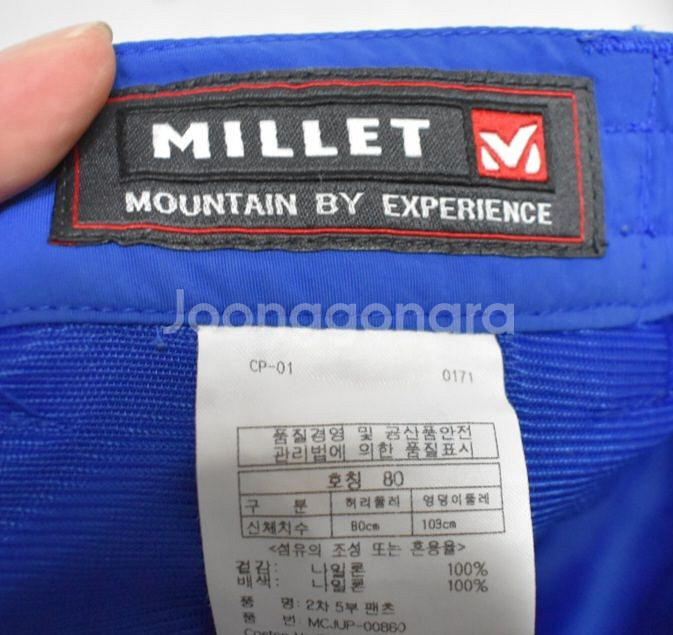 MILLET
MOUNTAIN BY EXPERIENCE
Joonggonara
CP-01 0171
품질경영 및 공산품안전
관리법에 의한 품질표시
호칭 80
구 분 허리둘레 엉덩이둘레
신체치수 80cm 103cm
<섬유의 조성 또는 혼용율>
겉감: 나일론 100%
배색: 나일론 100%
품 명: 2차 5부 팬츠
품 번: MCJUP-00860